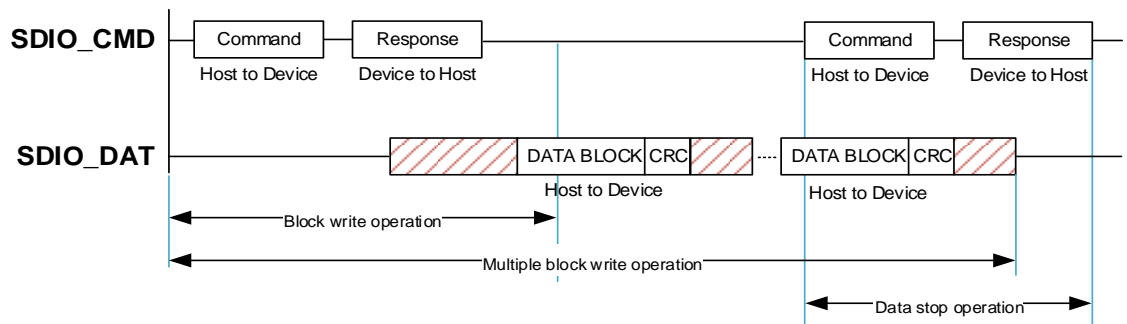 SDIO_CMD
Command
Response
Command
Response
Host to Device
Device to Host
Host to Device
Device to Host
SDIO_DAT
DATA BLOCK
CRC
DATA BLOCK
CRC
Host to Device
Host to Device
Block write operation
Multiple block write operation
Data stop operation